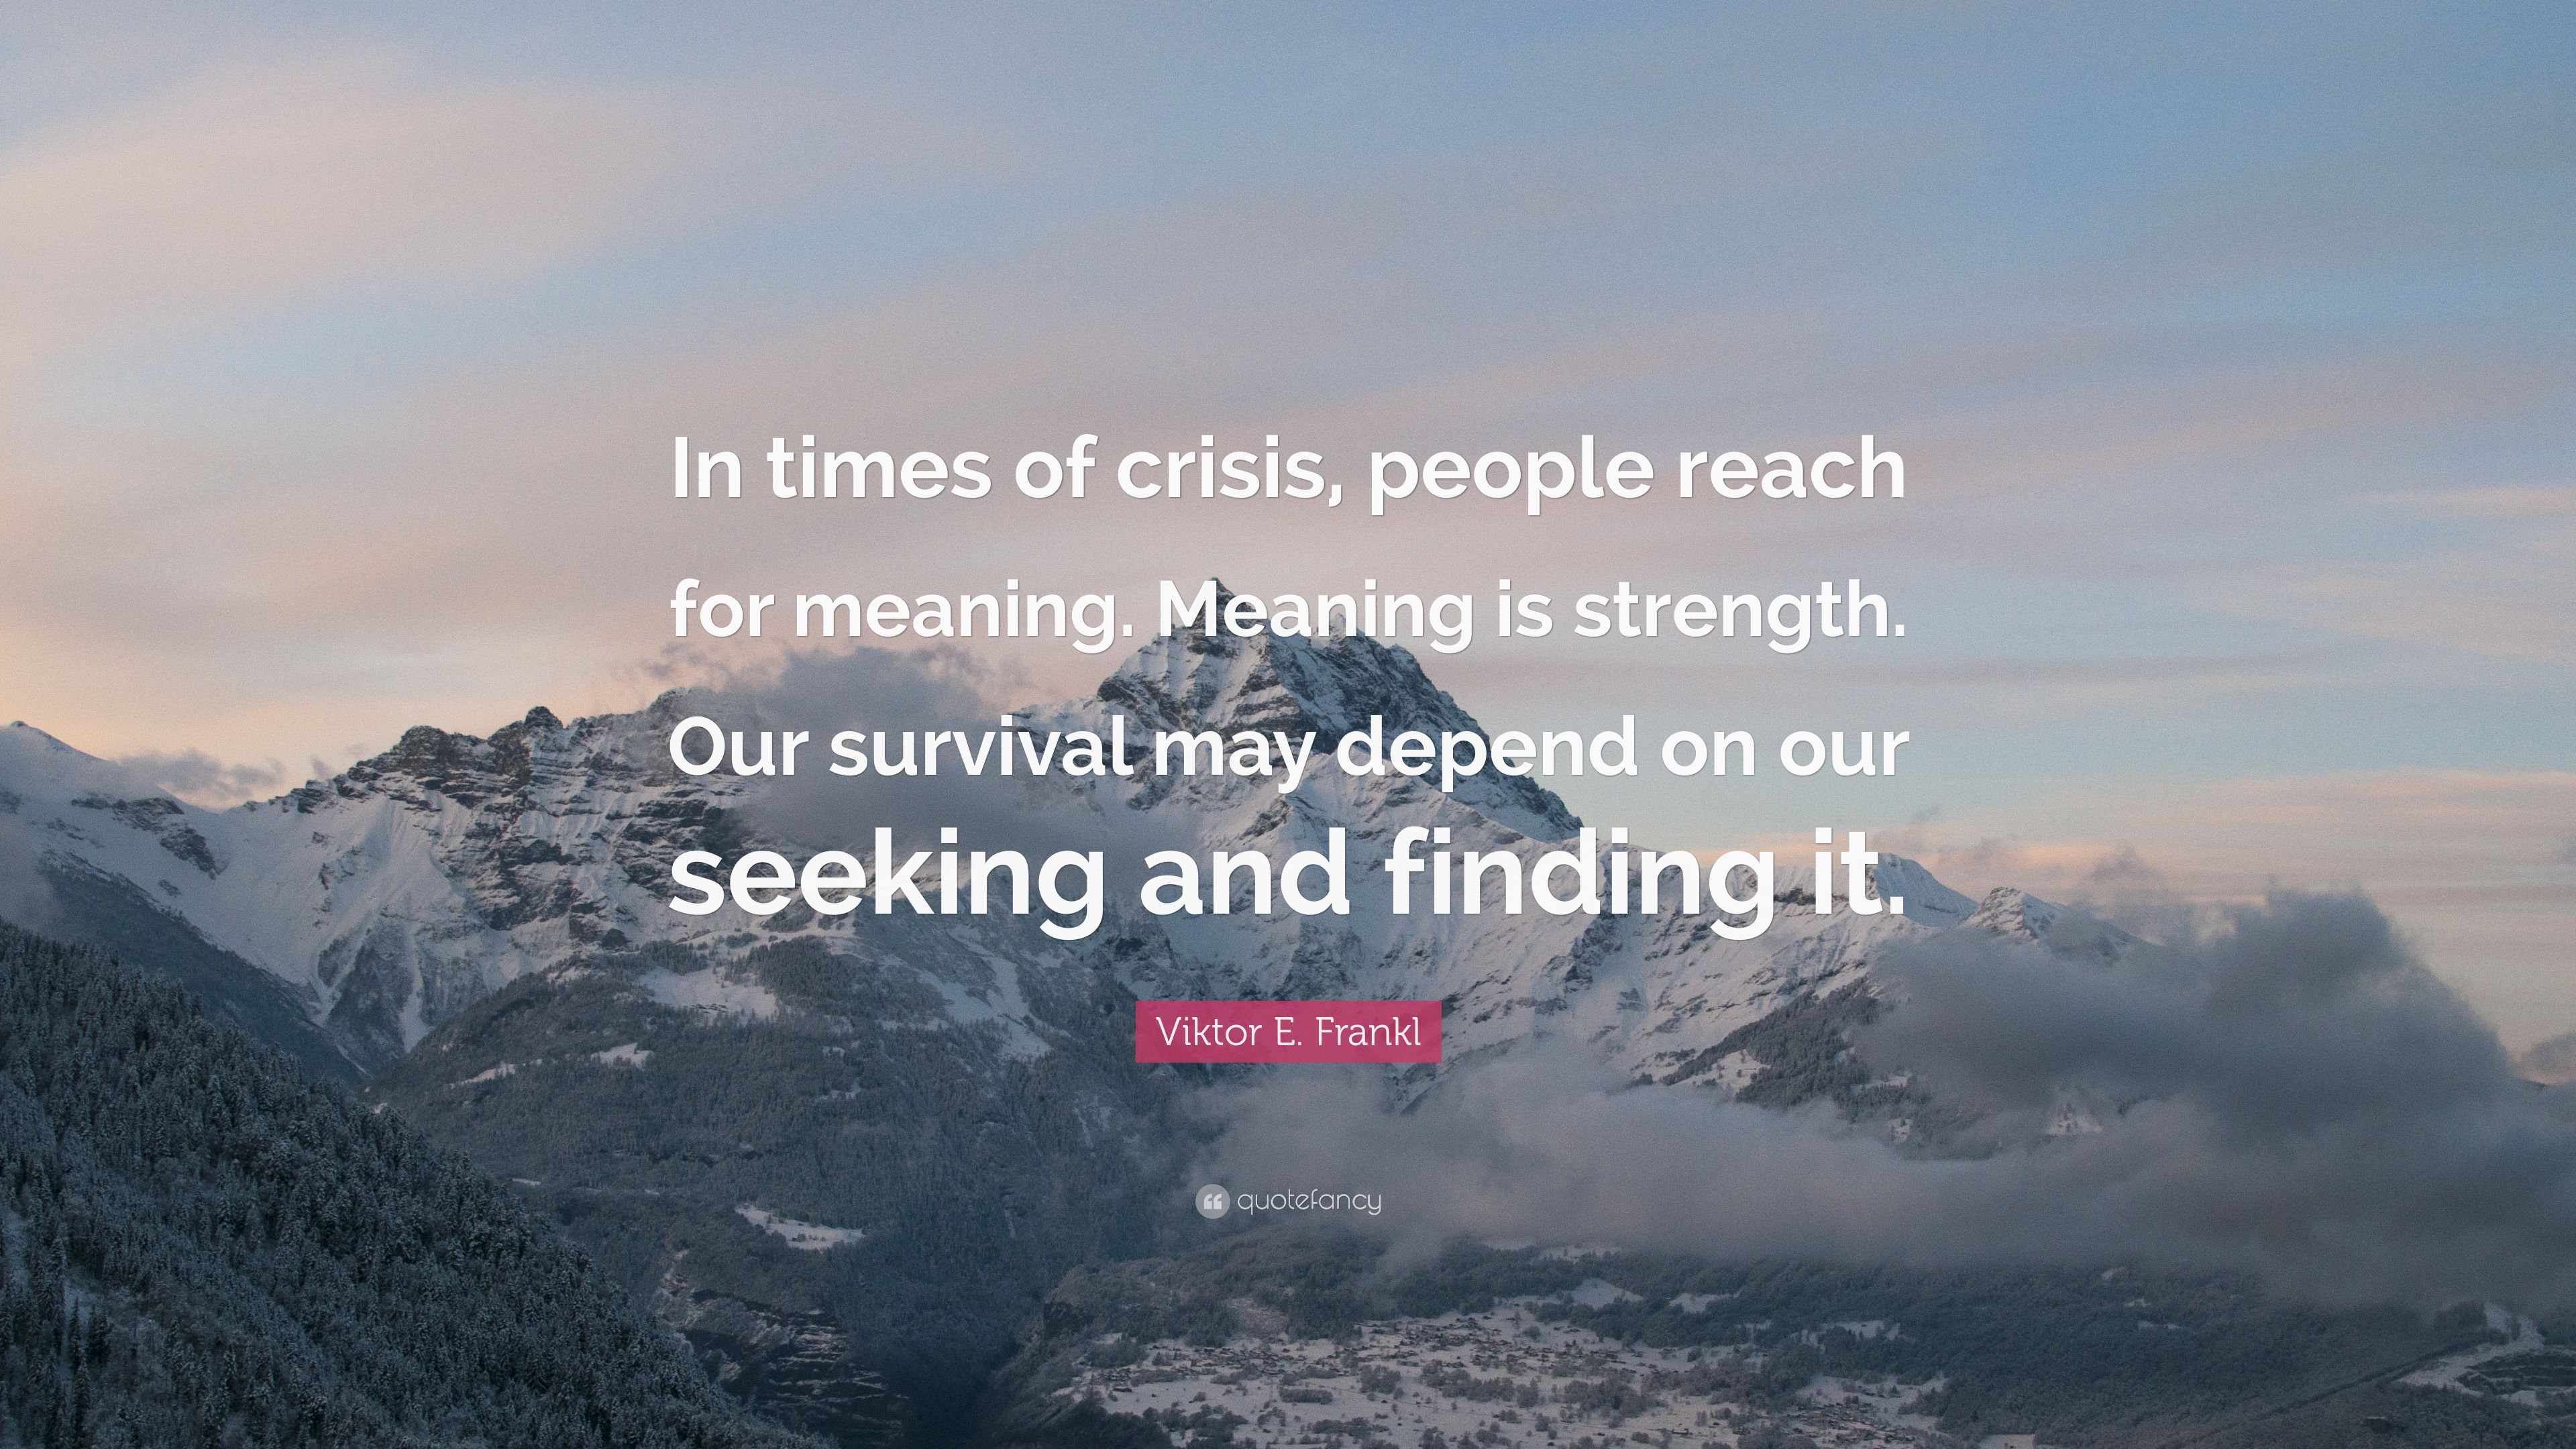 In times of crisis, people reach
for meaning. Meaning is strength.
Our survival may depend on our
seeking and finding it.
Viktor E. Frankl
quotefancy